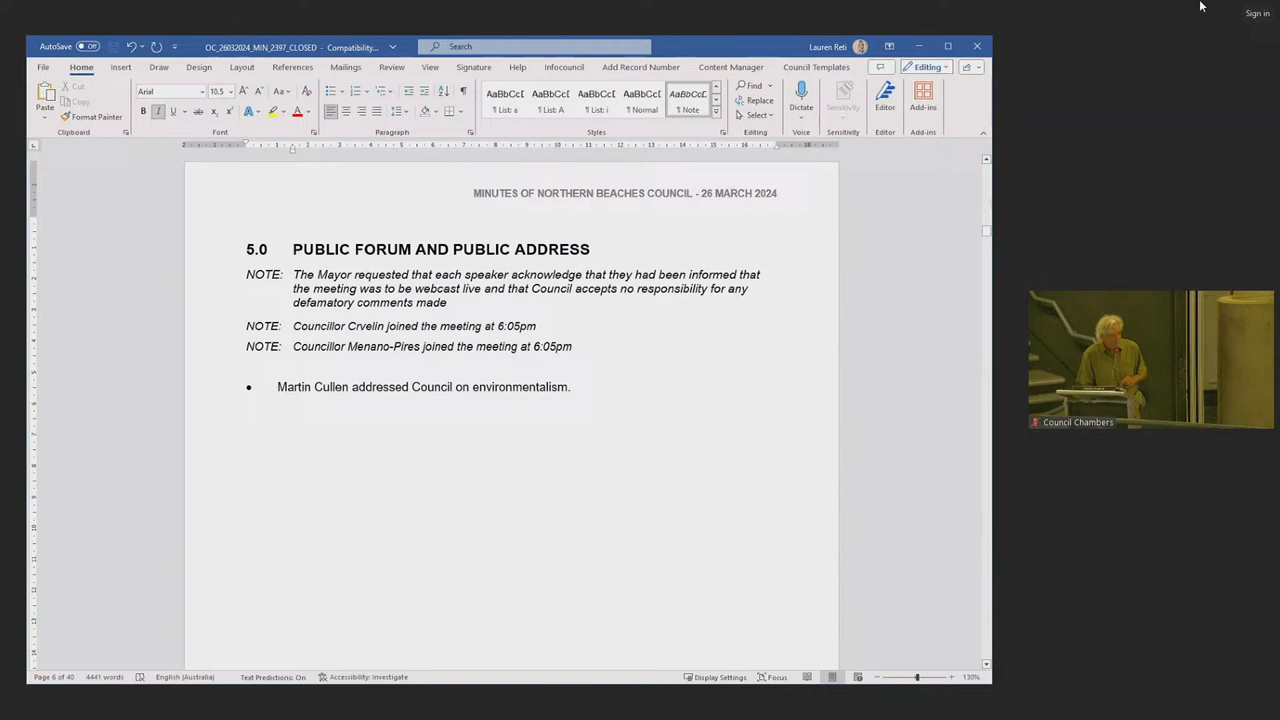 Sign in
AutoSave Off OC_26032024_MIN_2397_CLOSED - Compatibility... Search Lauren Reti
File Home Insert Draw Design Layout References Mailings Review View Signature Help Infocouncil Add Record Number Content Manager Council Templates Editing
Paste Cut Copy Format Painter
Arial 10.5
AaBbCcI AaBbCcI AaBbCcI AaBbCcI AaBbCcL
List: a List: A List: i Normal Note
Find Replace Select
Dictate Sensitivity Editor Add-ins
Clipboard Font Paragraph Styles Editing Voice Sensitivity Editor Add-ins
MINUTES OF NORTHERN BEACHES COUNCIL - 26 MARCH 2024
5.0 PUBLIC FORUM AND PUBLIC ADDRESS
NOTE: The Mayor requested that each speaker acknowledge that they had been informed that
the meeting was to be webcast live and that Council accepts no responsibility for any
defamatory comments made
NOTE: Councillor Crvelin joined the meeting at 6:05pm
NOTE: Councillor Menano-Pires joined the meeting at 6:05pm
• Martin Cullen addressed Council on environmentalism.
Council Chambers
Page 6 of 40 4441 words English (Australia) Text Predictions: On Accessibility: Investigate Display Settings Focus 130%